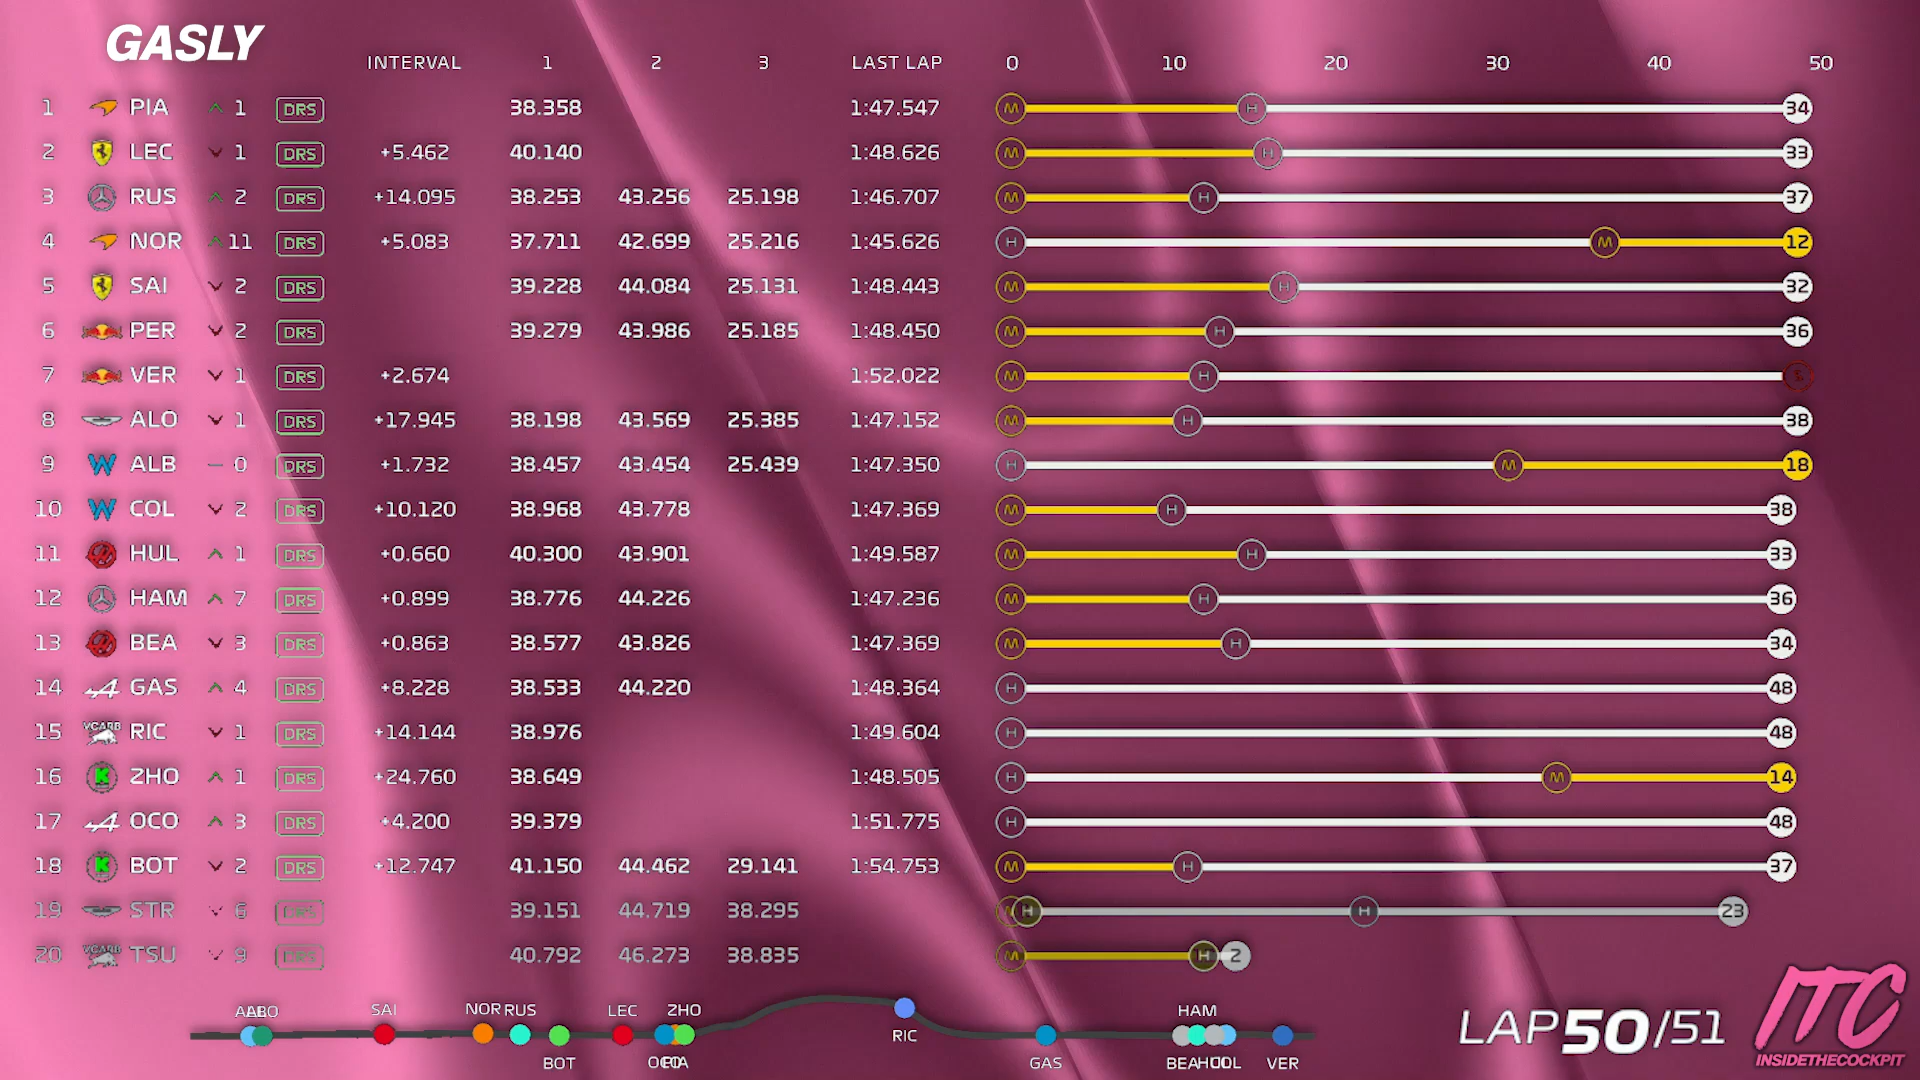 GASLY
INTERVAL 1 2 3 LAST LAP 0 10 20 30 40 50
1 PIA 1 DRS 38.358 1:47.547 M H 34
2 LEC 1 DRS +5.462 40.140 1:48.626 M H 33
3 RUS 2 DRS +14.095 38.253 43.256 25.198 1:46.707 M H 37
4 NOR 11 DRS +5.083 37.711 42.699 25.216 1:45.626 H M 12
5 SAI 2 DRS 39.228 44.084 25.131 1:48.443 M H 32
6 PER 2 DRS 39.279 43.986 25.185 1:48.450 M H 36
7 VER 1 DRS +2.674 1:52.022 M H
8 ALO 1 DRS +17.945 38.198 43.569 25.385 1:47.152 M H 38
9 W ALB 0 DRS +1.732 38.457 43.454 25.439 1:47.350 H M 18
10 W COL 2 DRS +10.120 38.968 43.778 1:47.369 M H 38
11 HUL 1 DRS +0.660 40.300 43.901 1:49.587 M H 33
12 HAM 7 DRS +0.899 38.776 44.226 1:47.236 M H 36
13 BEA 3 DRS +0.863 38.577 43.826 1:47.369 M H 34
14 GAS 4 DRS +8.228 38.533 44.220 1:48.364 H 48
15 VCARB RIC 1 DRS +14.144 38.976 1:49.604 H 48
16 K ZHO 1 DRS +24.760 38.649 1:48.505 H M 14
17 OCO 3 DRS +4.200 39.379 1:51.775 H 48
18 K BOT 2 DRS +12.747 41.150 44.462 29.141 1:54.753 M H 37
19 STR 6 DRS 39.151 44.719 38.295 M H H 23
20 VCARB TSU 9 DRS 40.792 46.273 38.835 M H 2
SAI NOR RUS LEC ZHO HAM
BOT RIC GAS VER
LAP 50/51
ITC
INSIDETHECOCKPIT